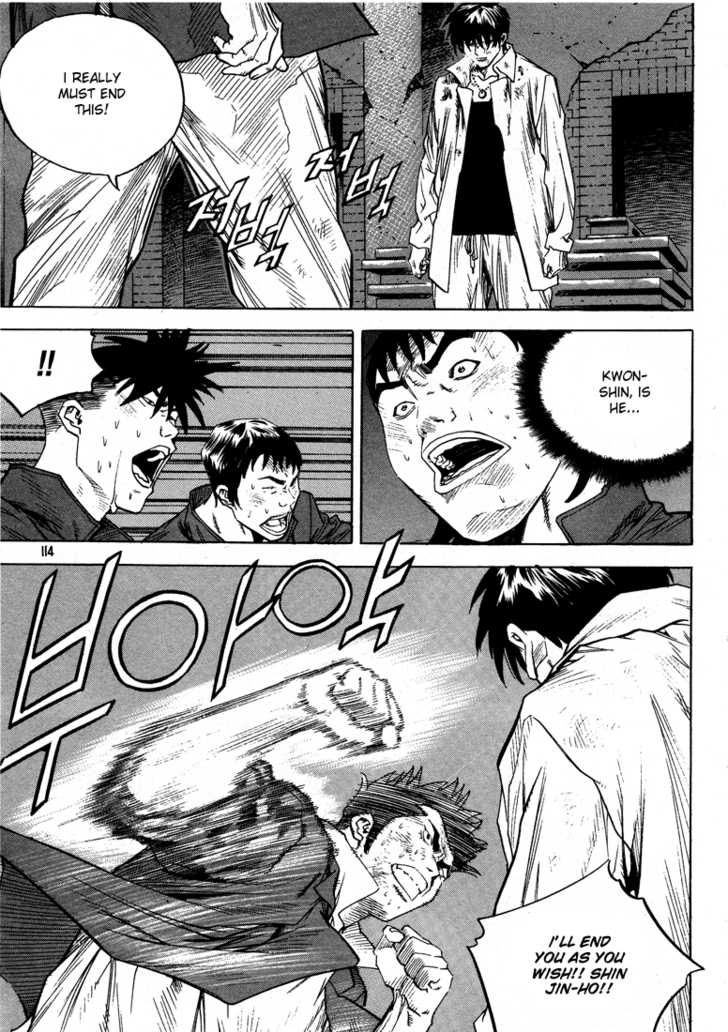 I REALLY
MUST END
THIS!
저벅
저벅
!!
KWON-
SHIN, IS
HE...
114
부아악
I'LL END
YOU AS YOU
WISH!! SHIN
JIN-HO!!